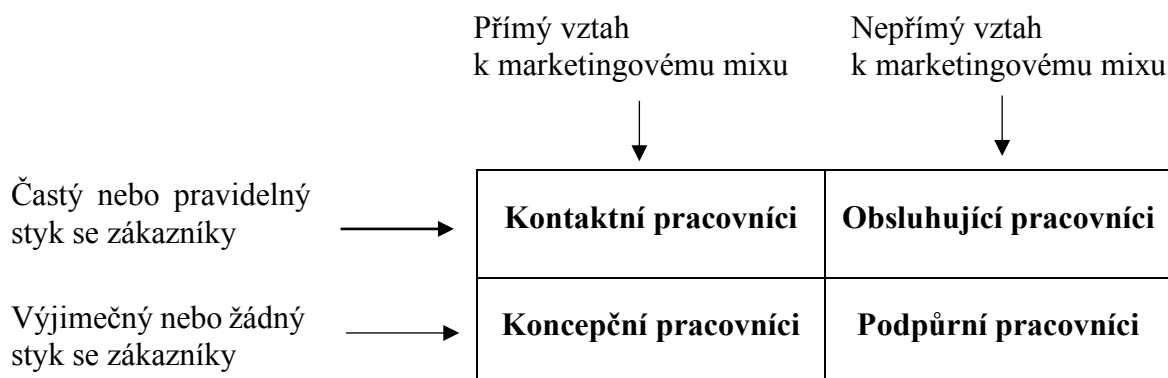 Přímý vztah
k marketingovému mixu
Nepřímý vztah
k marketingovému mixu
Častý nebo pravidelný
styk se zákazníky
Kontaktní pracovníci
Obsluhující pracovníci
Výjimečný nebo žádný
styk se zákazníky
Koncepční pracovníci
Podpůrní pracovníci